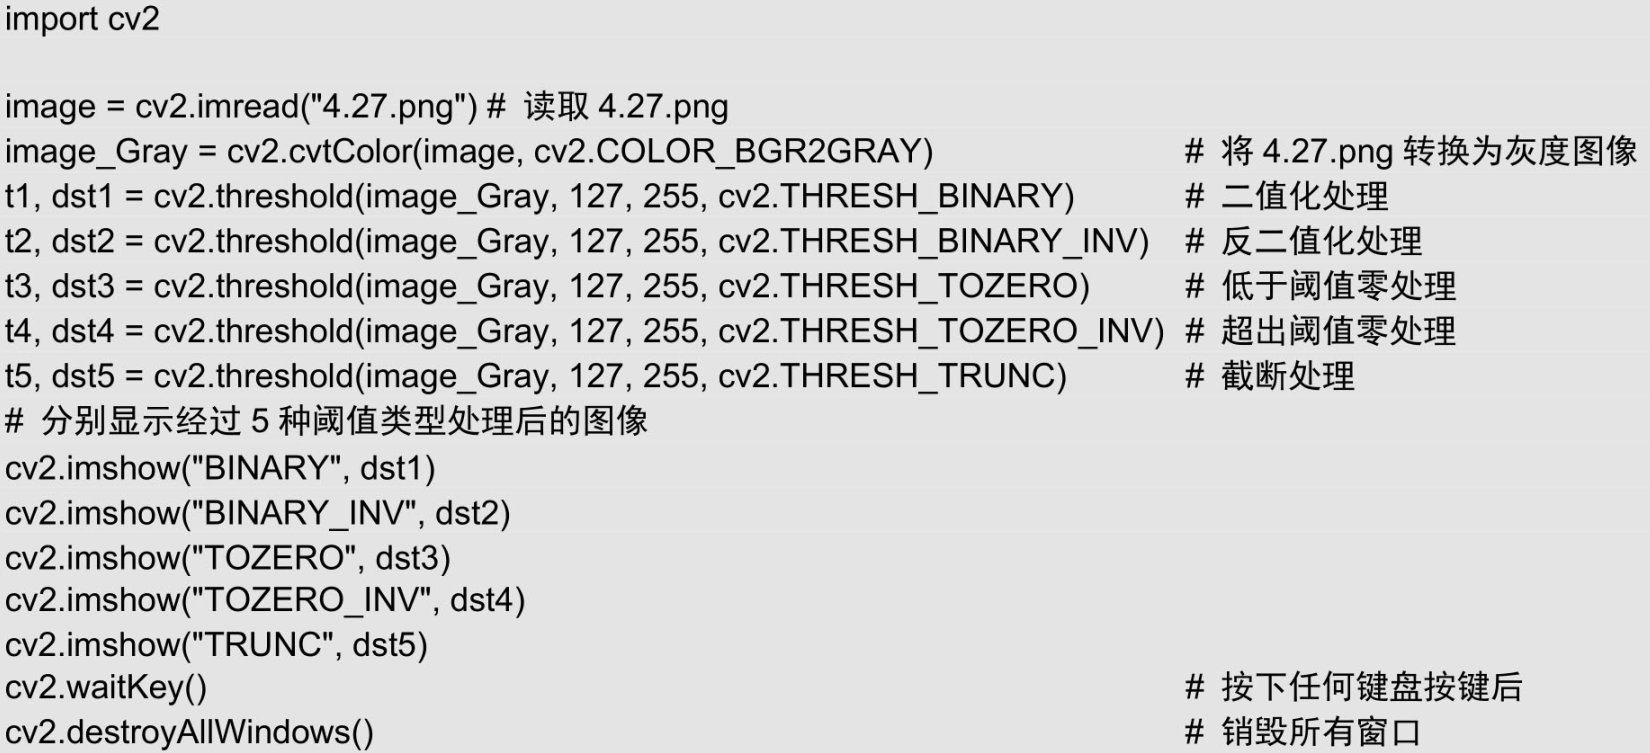 import cv2
image = cv2.imread("4.27.png") # 读取 4.27.png
image_Gray = cv2.cvtColor(image, cv2.COLOR_BGR2GRAY) # 将 4.27.png 转换为灰度图像
t1, dst1 = cv2.threshold(image_Gray, 127, 255, cv2.THRESH_BINARY) # 二值化处理
t2, dst2 = cv2.threshold(image_Gray, 127, 255, cv2.THRESH_BINARY_INV) # 反二值化处理
t3, dst3 = cv2.threshold(image_Gray, 127, 255, cv2.THRESH_TOZERO) # 低于阈值零处理
t4, dst4 = cv2.threshold(image_Gray, 127, 255, cv2.THRESH_TOZERO_INV) # 超出阈值零处理
t5, dst5 = cv2.threshold(image_Gray, 127, 255, cv2.THRESH_TRUNC) # 截断处理
# 分别显示经过 5 种阈值类型处理后的图像
cv2.imshow("BINARY", dst1)
cv2.imshow("BINARY_INV", dst2)
cv2.imshow("TOZERO", dst3)
cv2.imshow("TOZERO_INV", dst4)
cv2.imshow("TRUNC", dst5)
cv2.waitKey() # 按下任何键盘按键后
cv2.destroyAllWindows() # 销毁所有窗口